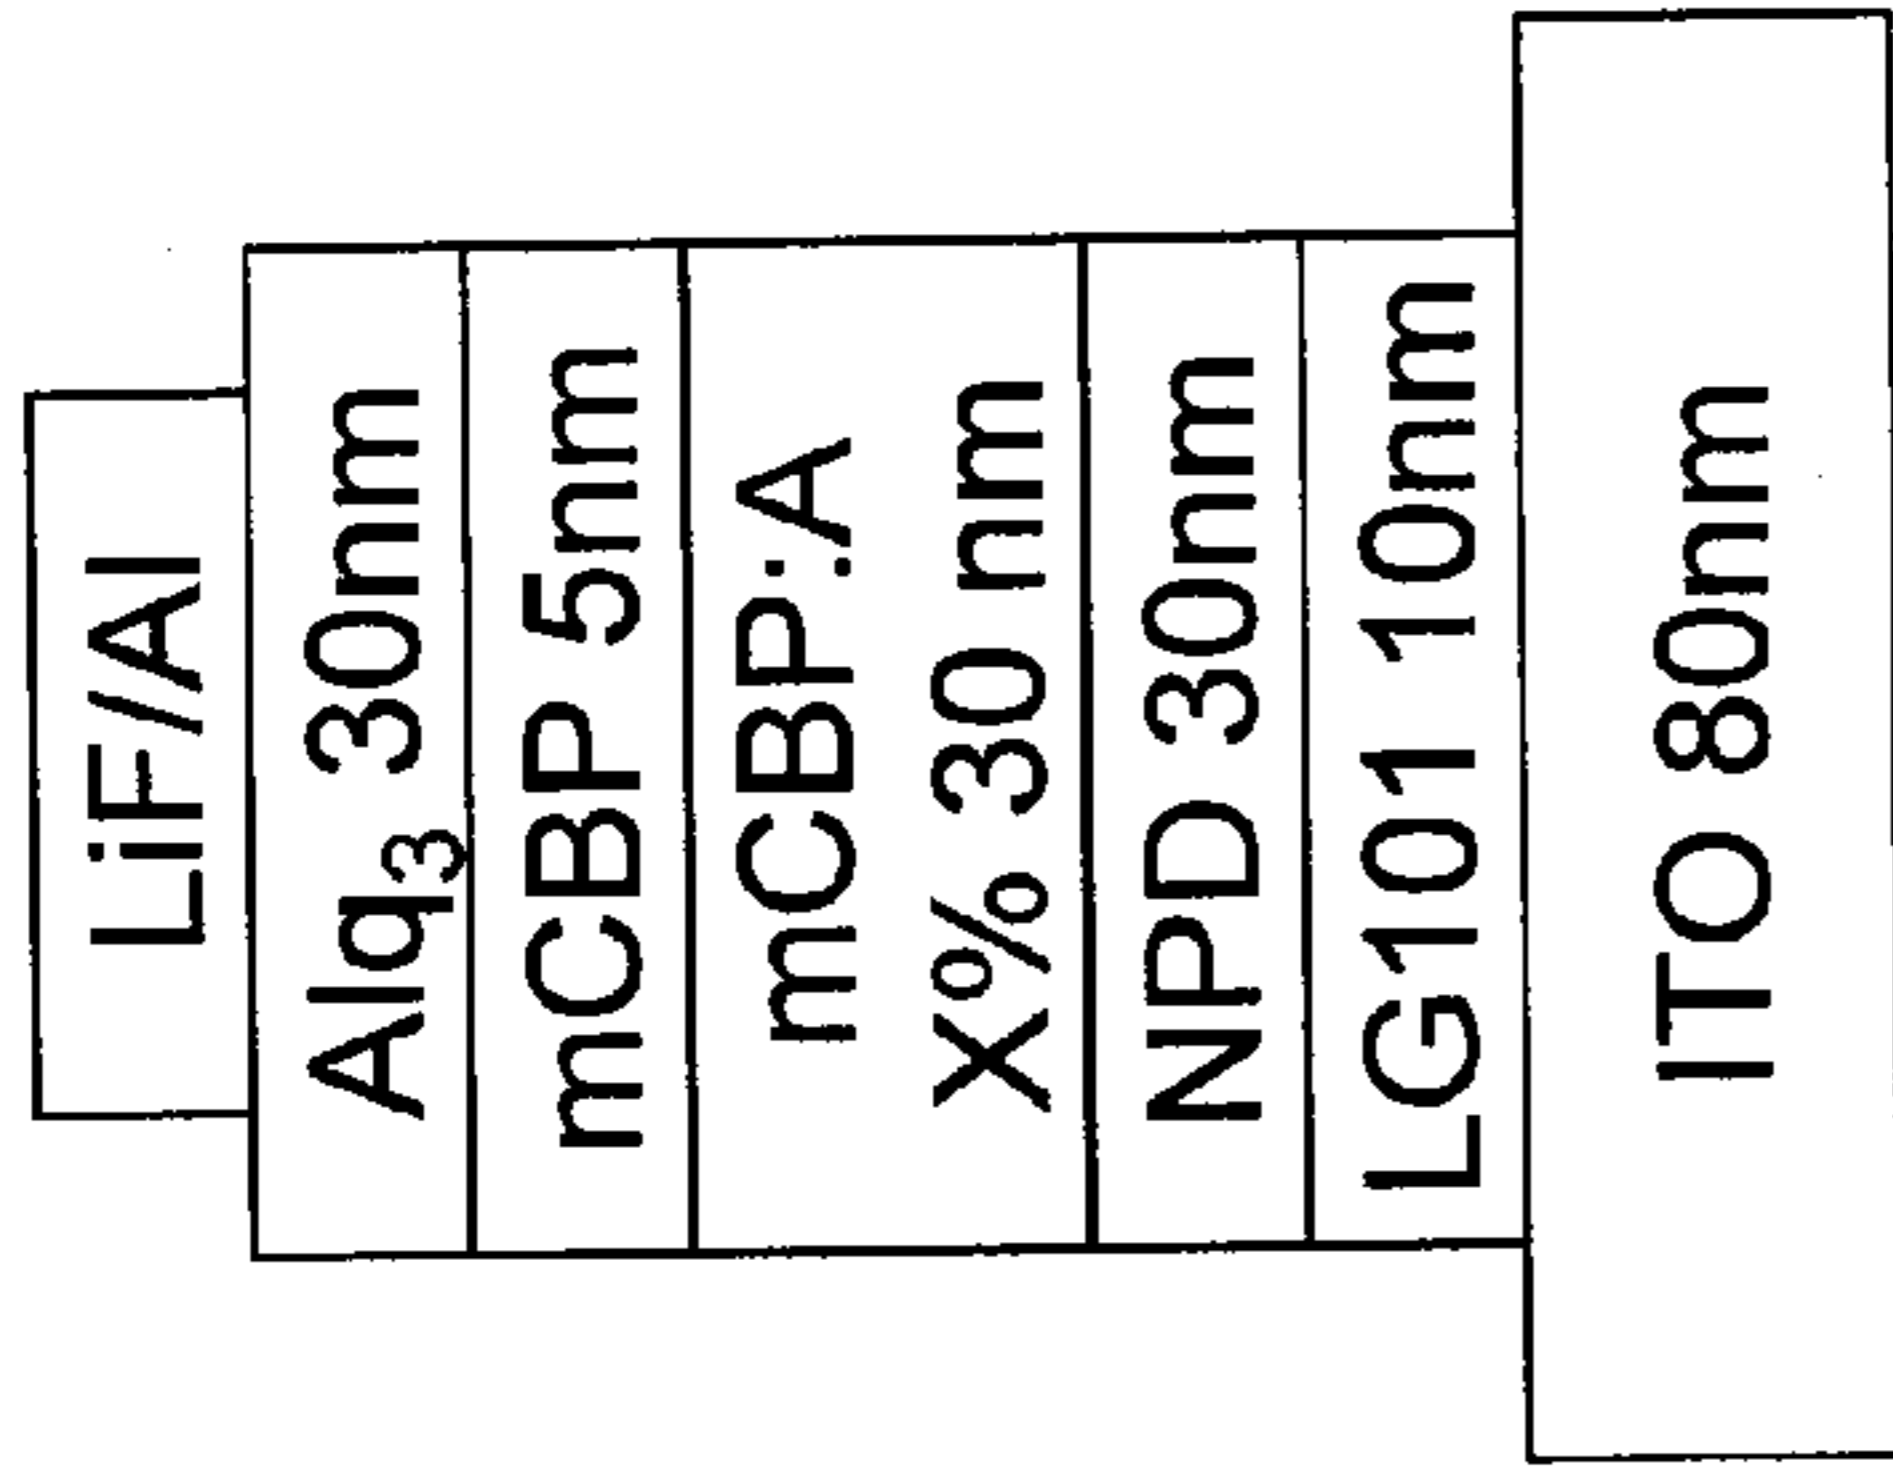 LiF/Al
Alq₃ 30nm
mCBP 5nm
mCBP:A
X% 30 nm
NPD 30nm
LG101 10nm
ITO 80nm